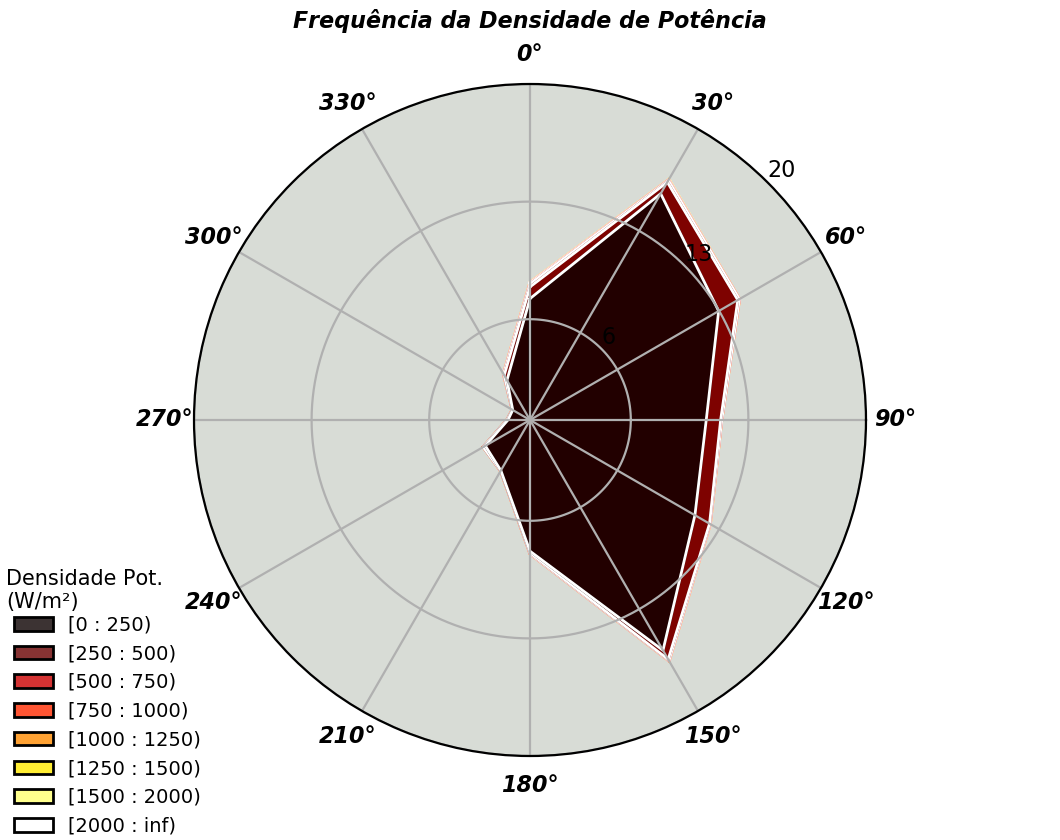 Frequência da Densidade de Potência
0°
330°
30°
20
300°
60°
13
6
270°
90°
240°
120°
210°
150°
180°
Densidade Pot.
(W/m²)
[0 : 250)
[250 : 500)
[500 : 750)
[750 : 1000)
[1000 : 1250)
[1250 : 1500)
[1500 : 2000)
[2000 : inf)